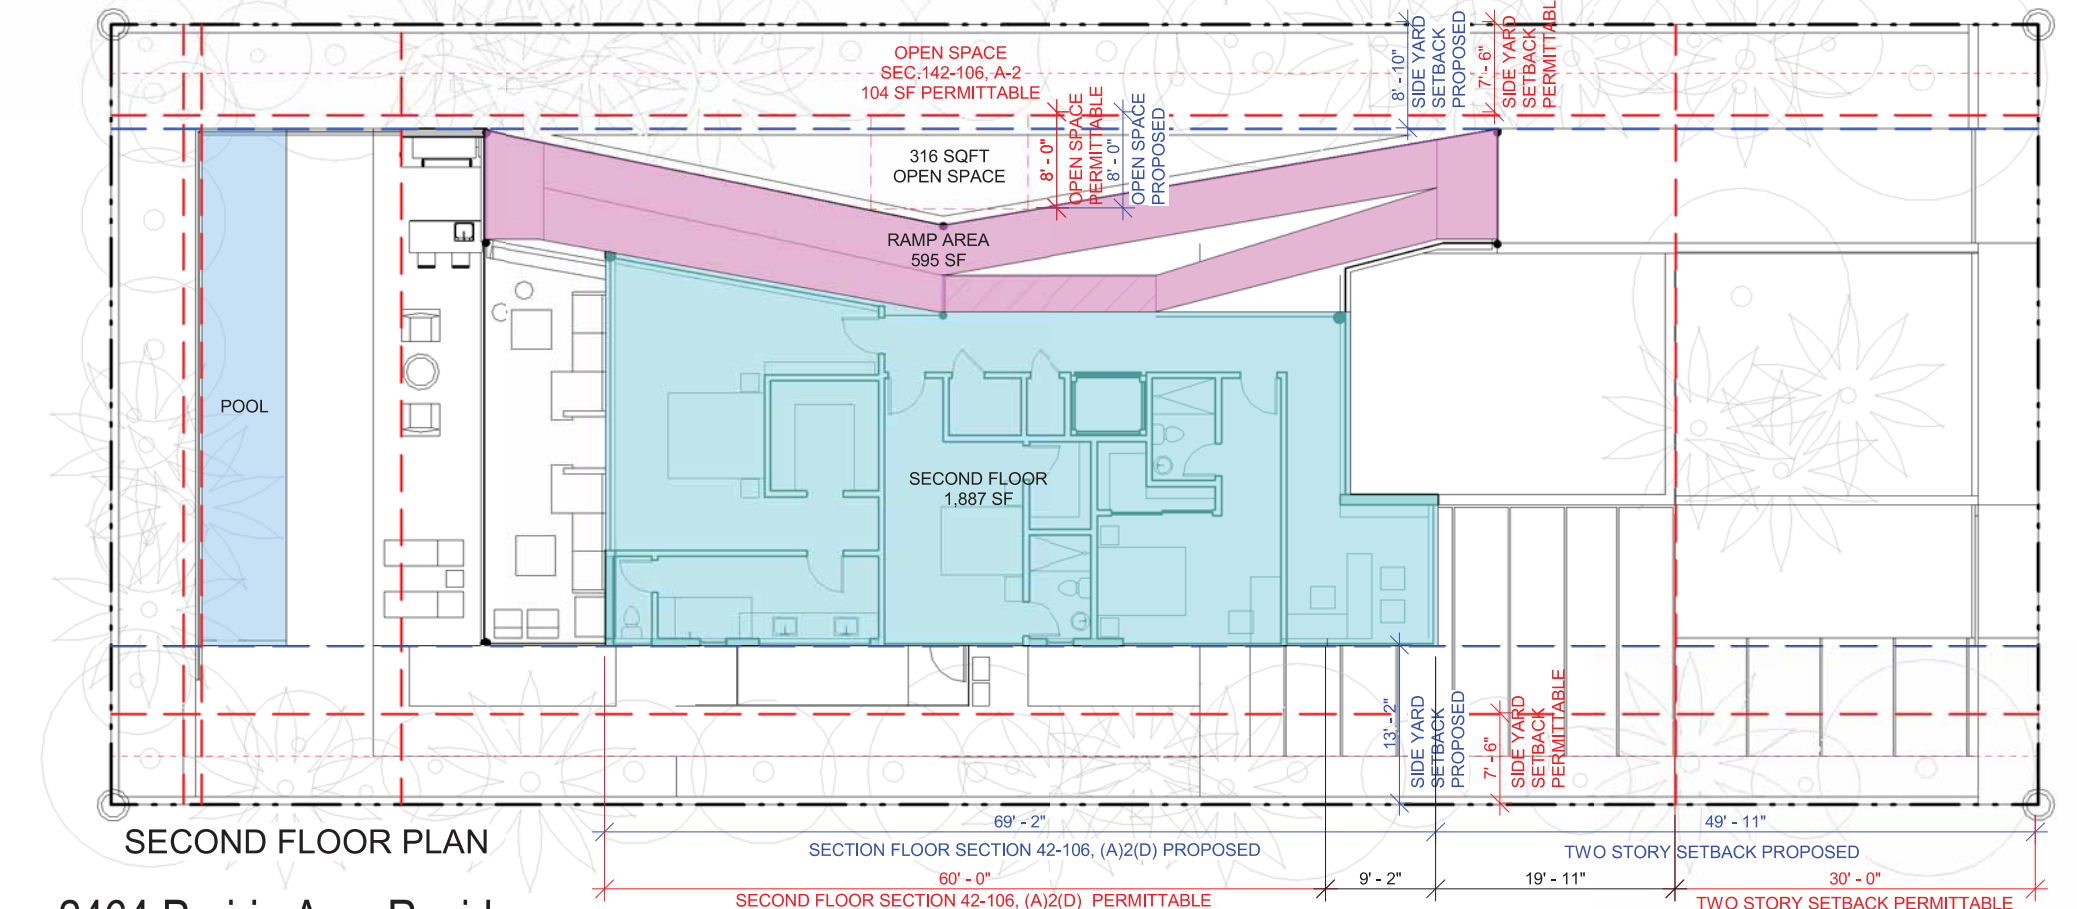 OPEN SPACE
SEC.142-106, A-2
104 SF PERMITTABLE
8' - 10"
SIDE YARD
SETBACK
PROPOSED
7' - 6"
SIDE YARD
SETBACK
PERMITTABL
316 SQFT
OPEN SPACE
8' - 0"
OPEN SPACE
PERMITTABLE
8' - 0"
OPEN SPACE
PROPOSED
RAMP AREA
595 SF
POOL
SECOND FLOOR
1,887 SF
13' - 2"
SIDE YARD
SETBACK
PROPOSED
7' - 6"
SIDE YARD
SETBACK
PERMITTABLE
SECOND FLOOR PLAN
69' - 2"
SECTION FLOOR SECTION 42-106, (A)2(D) PROPOSED
49' - 11"
TWO STORY SETBACK PROPOSED
60' - 0"
SECOND FLOOR SECTION 42-106, (A)2(D) PERMITTABLE
9' - 2"
19' - 11"
30' - 0"
TWO STORY SETBACK PERMITTABLE